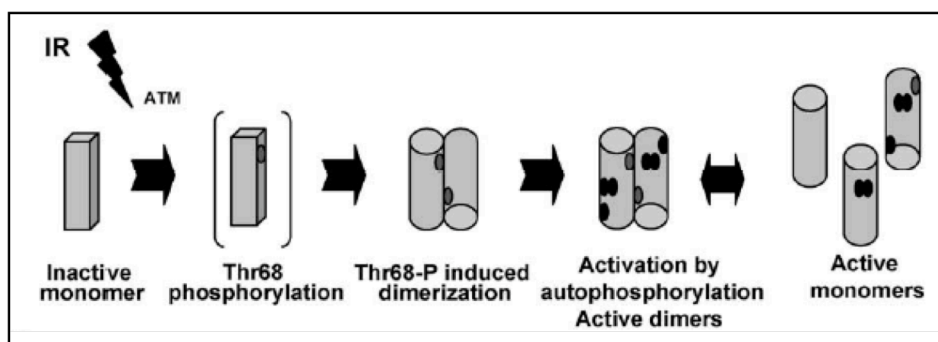 IR
ATM
Inactive
monomer
Thr68
phosphorylation
Thr68-P induced
dimerization
Activation by
autophosphorylation
Active dimers
Active
monomers